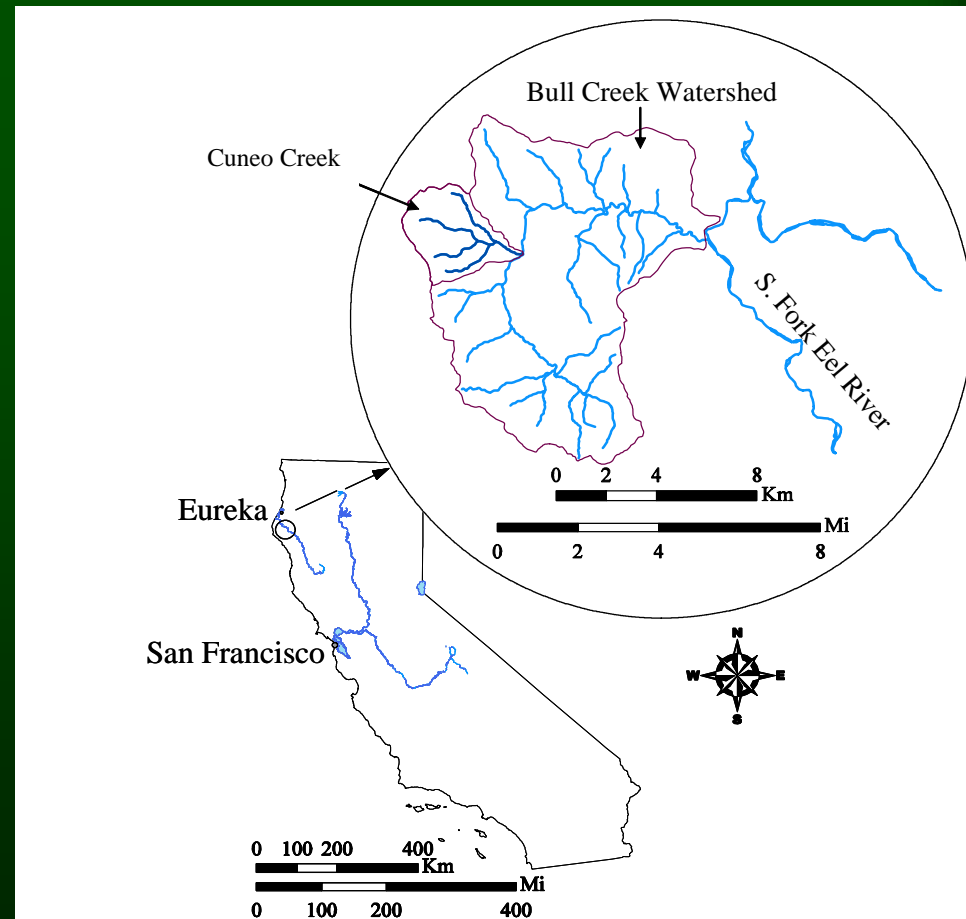 Bull Creek Watershed
Cuneo Creek
S. Fork Eel River
0 2 4 8
Km
Mi
0 2 4 8
Eureka
San Francisco
N
W E
S
0 100 200 400
Km
Mi
0 100 200 400